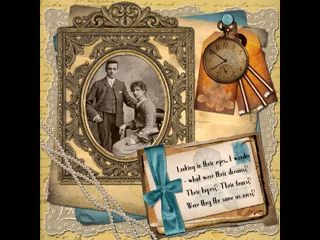 Looking in their eyes, I wonder
- what were their dreams?
Their hopes? Their fears?
Were they the same as ours?